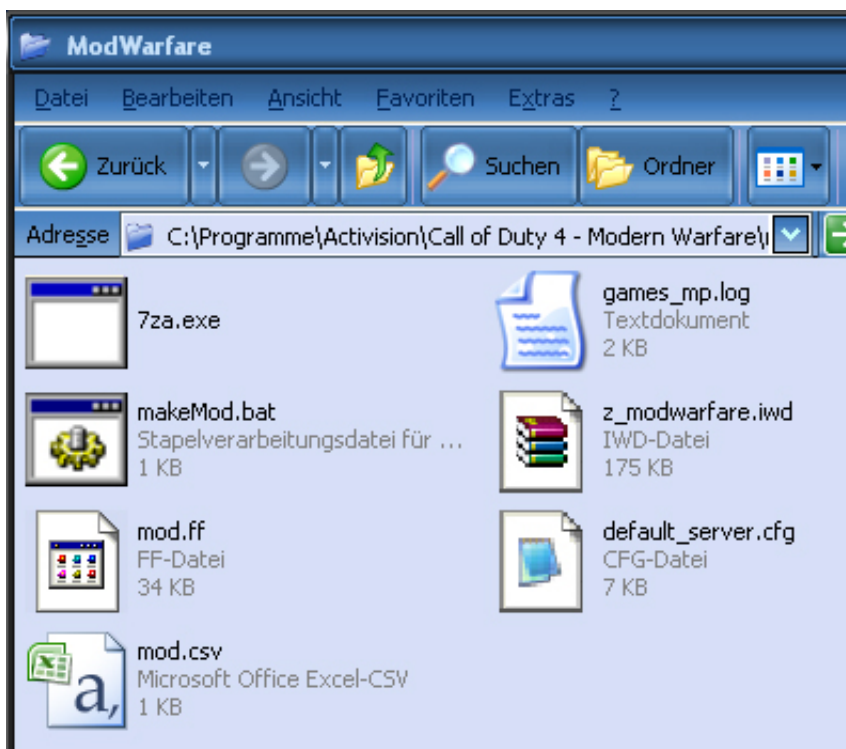 ModWarfare
Datei Bearbeiten Ansicht Favoriten Extras ?
Zurück Suchen Ordner
Adresse C:\Programme\Activision\Call of Duty 4 - Modern Warfare\
7za.exe
games_mp.log
Textdokument
2 KB
makeMod.bat
Stapelverarbeitungsdatei für ...
1 KB
z_modwarfare.iwd
IWD-Datei
175 KB
mod.ff
FF-Datei
34 KB
default_server.cfg
CFG-Datei
7 KB
mod.csv
Microsoft Office Excel-CSV
1 KB